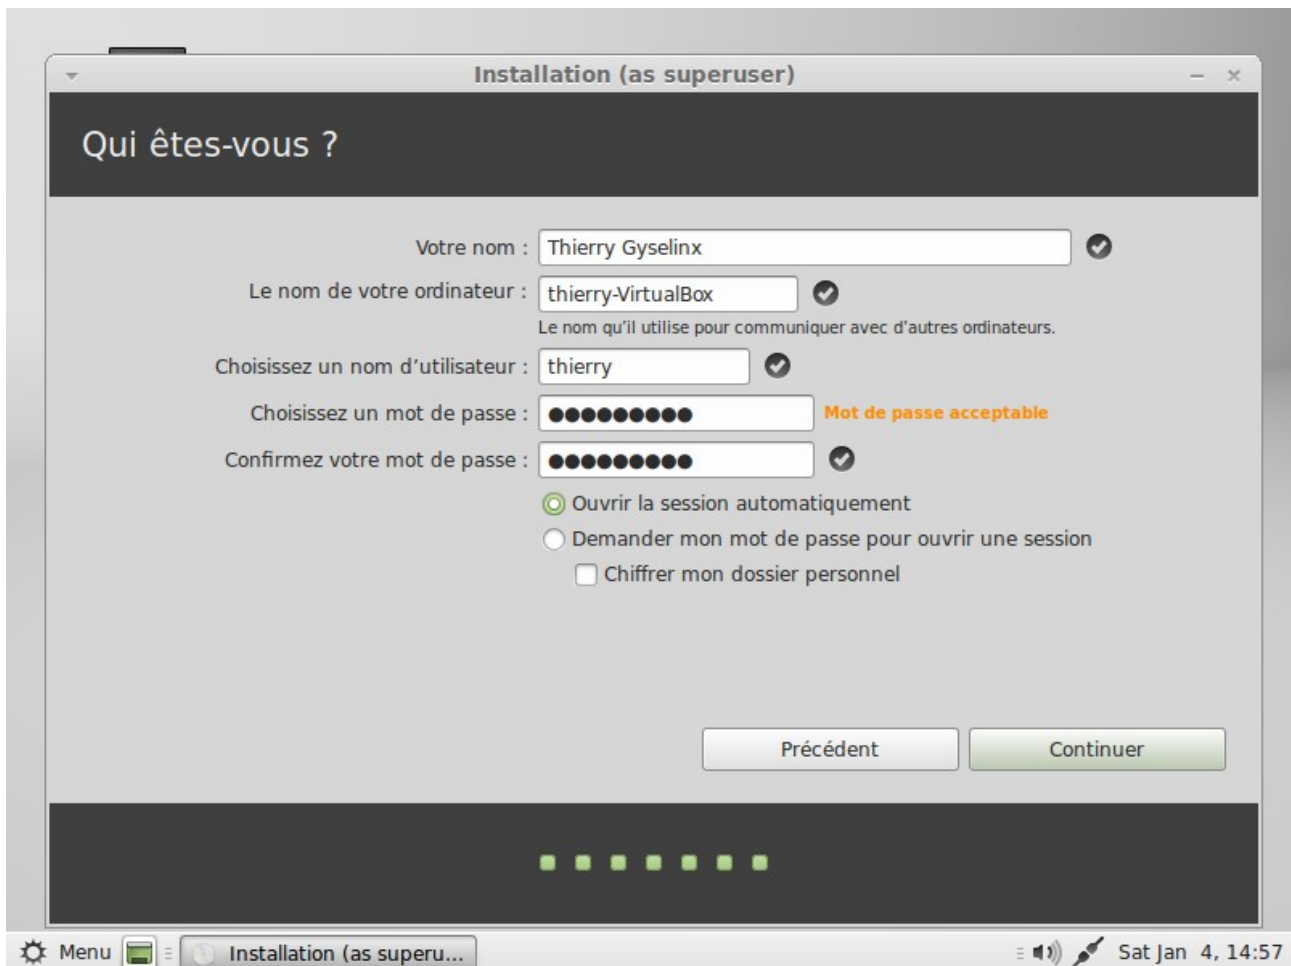 Installation (as superuser)
Qui êtes-vous ?
Votre nom : Thierry Gyselinx
Le nom de votre ordinateur : thierry-VirtualBox
Le nom qu'il utilise pour communiquer avec d'autres ordinateurs.
Choisissez un nom d'utilisateur : thierry
Choisissez un mot de passe : ●●●●●●●●● Mot de passe acceptable
Confirmez votre mot de passe : ●●●●●●●●●
Ouvrir la session automatiquement
Demander mon mot de passe pour ouvrir une session
Chiffrer mon dossier personnel
Précédent Continuer
Menu Installation (as superu... Sat Jan 4, 14:57